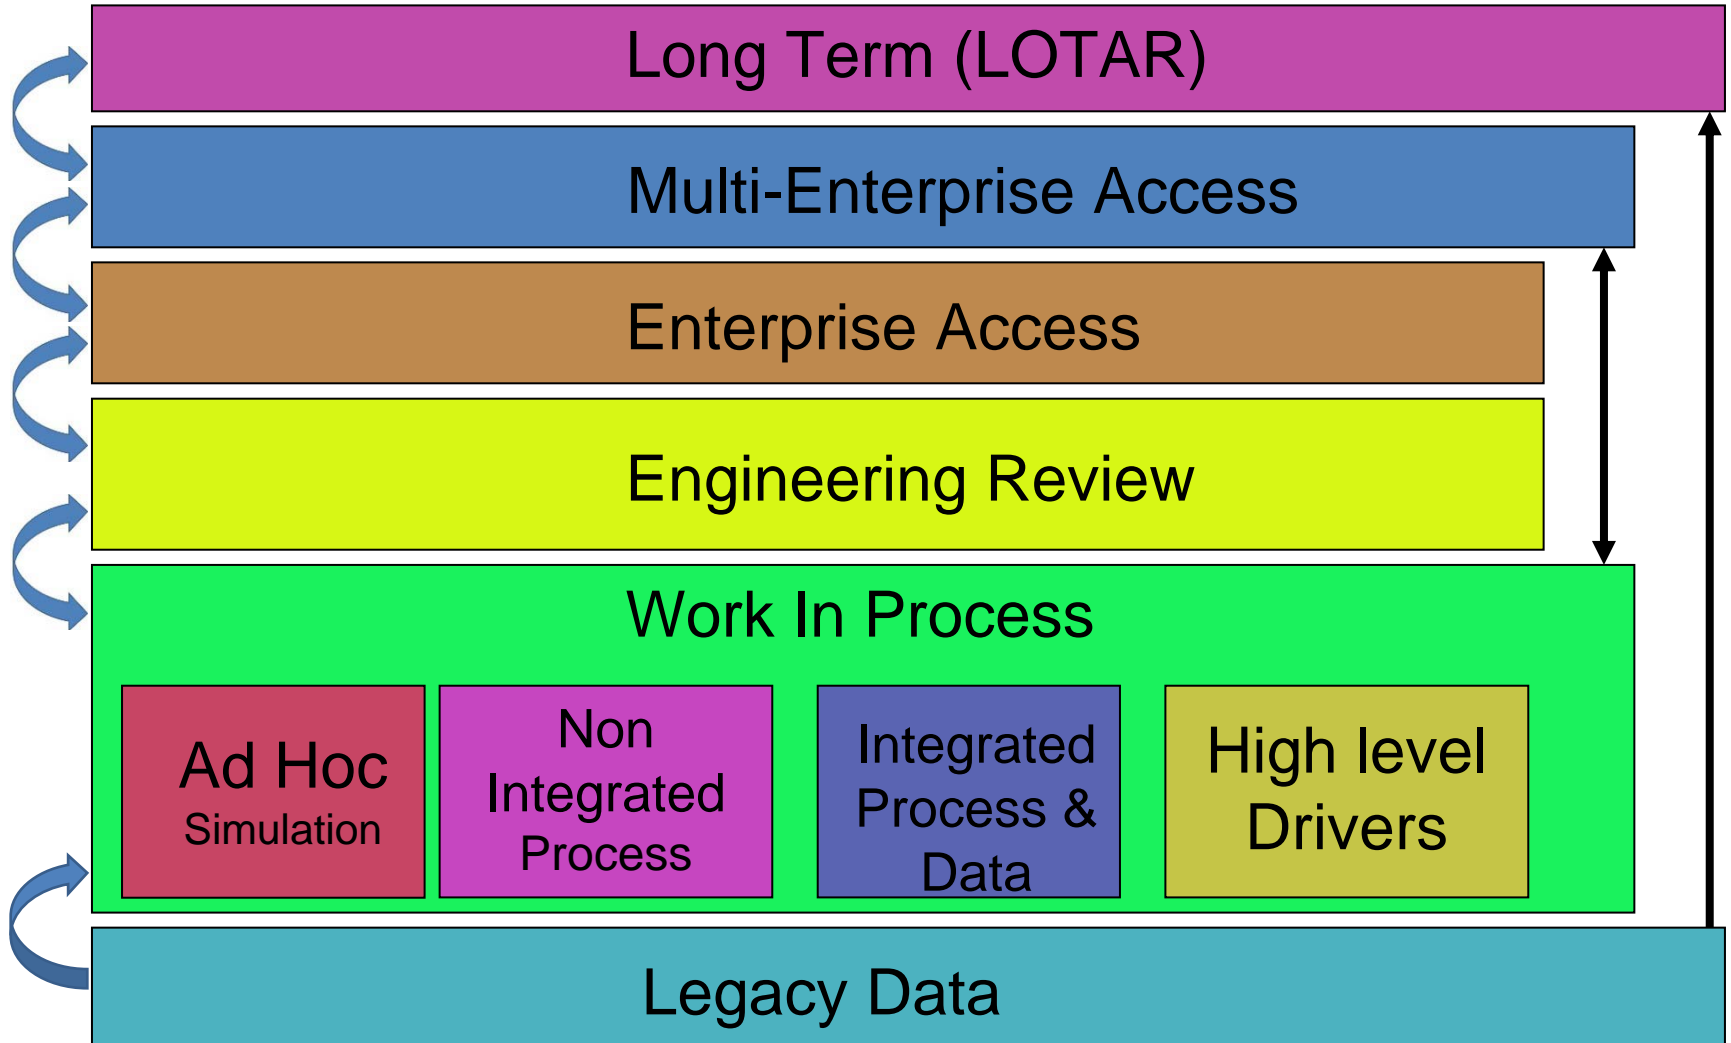 Long Term (LOTAR)
Multi-Enterprise Access
Enterprise Access
Engineering Review
Work In Process
Ad Hoc
Simulation
Non
Integrated
Process
Integrated
Process &
Data
High level
Drivers
Legacy Data